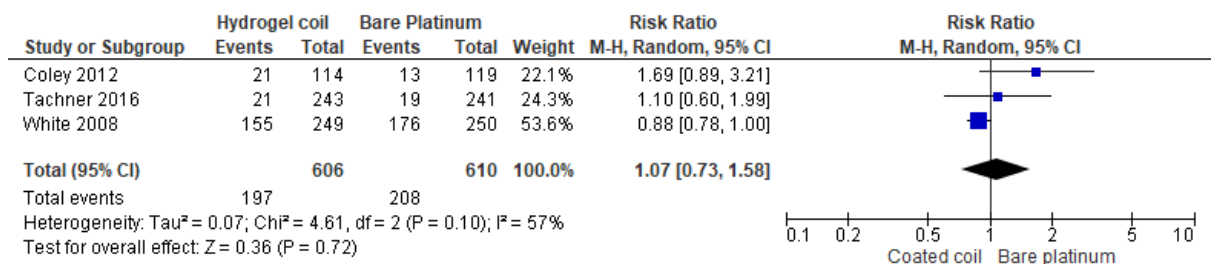 Hydrogel coil Bare Platinum Risk Ratio Risk Ratio
Study or Subgroup Events Total Events Total Weight M-H, Random, 95% CI M-H, Random, 95% CI
Coley 2012 21 114 13 119 22.1% 1.69 [0.89, 3.21]
Tachner 2016 21 243 19 241 24.3% 1.10 [0.60, 1.99]
White 2008 155 249 176 250 53.6% 0.88 [0.78, 1.00]
Total (95% CI) 606 610 100.0% 1.07 [0.73, 1.58]
Total events 197 208
Heterogeneity: Tau² = 0.07; Chi² = 4.61, df = 2 (P = 0.10); I² = 57%
Test for overall effect: Z = 0.36 (P = 0.72)
0.1 0.2 0.5 1 2 5 10
Coated coil Bare platinum